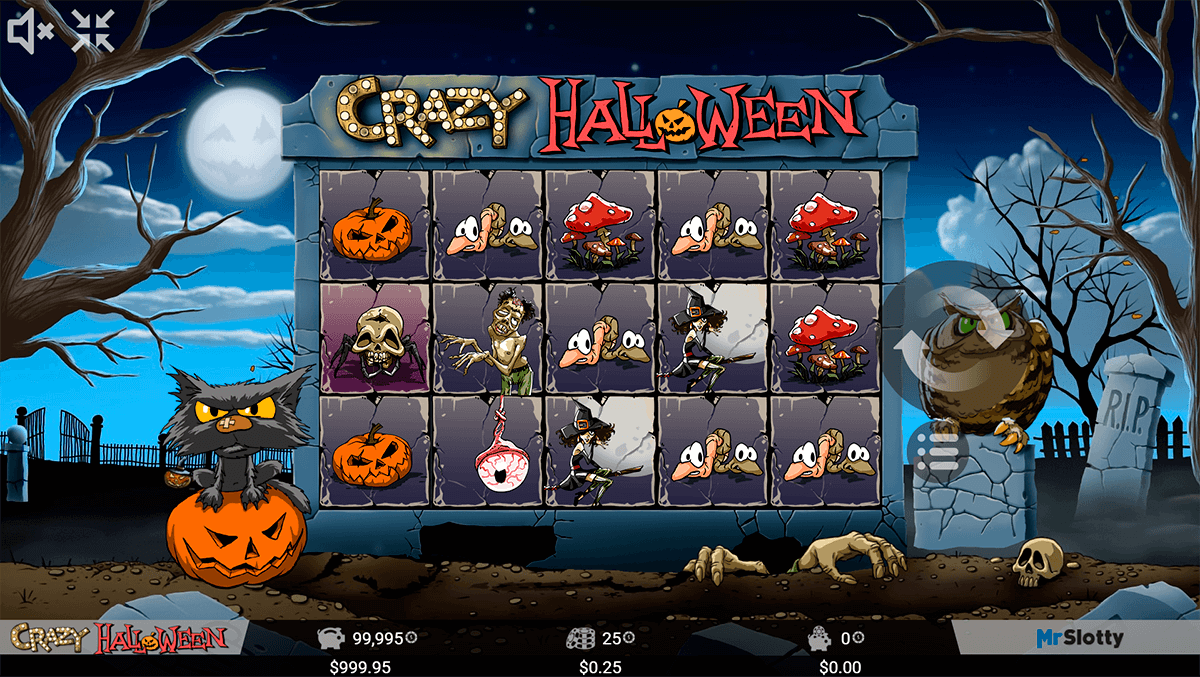 CRAZY HALLOWEEN
R.I.P.
CRAZY HALLOWEEN
99,995
25
0
MrSlotty
$999.95
$0.25
$0.00